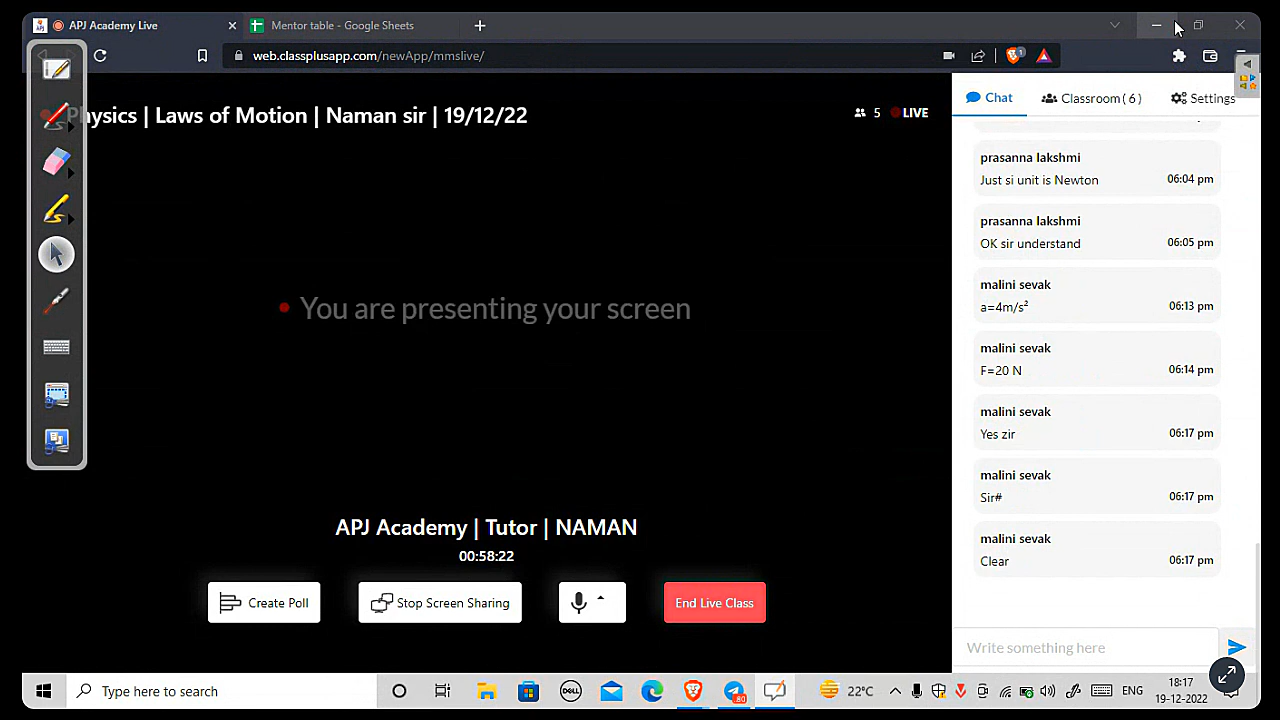 APJ Academy Live
Mentor table - Google Sheets
web.classplusapp.com/newApp/mmslive/
Physics | Laws of Motion | Naman sir | 19/12/22
5 LIVE
Chat
Classroom ( 6 )
Settings
prasanna lakshmi
Just si unit is Newton 06:04 pm
prasanna lakshmi
OK sir understand 06:05 pm
malini sevak
a=4m/s² 06:13 pm
malini sevak
F=20 N 06:14 pm
malini sevak
Yes zir 06:17 pm
malini sevak
Sir# 06:17 pm
malini sevak
Clear 06:17 pm
You are presenting your screen
APJ Academy | Tutor | NAMAN
00:58:22
Create Poll
Stop Screen Sharing
End Live Class
Write something here
Type here to search
DELL
80
22°C
ENG
18:17
19-12-2022